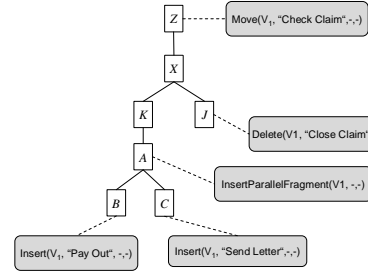 Z
Move(V₁, “Check Claim“,-,-)
X
K
J
Delete(V1, “Close Claim“
A
InsertParallelFragment(V1, -,-)
B
C
Insert(V₁, “Pay Out“, -,-)
Insert(V₁, “Send Letter“,-,-)